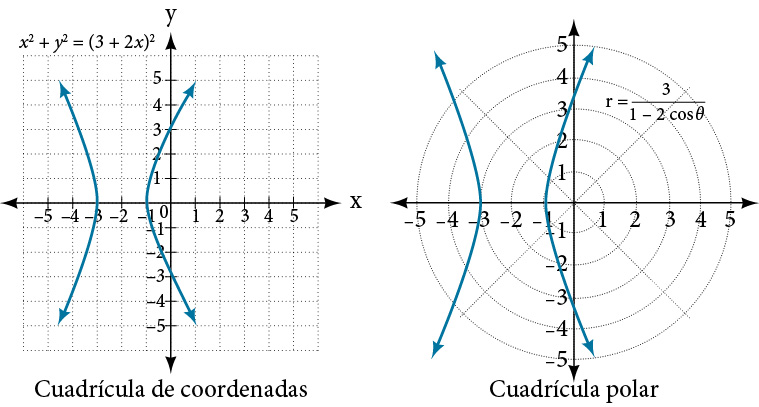 y
x² + y² = (3 + 2x)²
5
4
3
2
1
–5 –4 –3 –2 –1 0 1 2 3 4 5 x
–1
–2
–3
–4
–5
Cuadrícula de coordenadas
5
4
3
2
1
r = 3 / (1 – 2 cos θ)
–5 –4 –3 –2 –1 1 2 3 4 5
–1
–2
–3
–4
–5
Cuadrícula polar